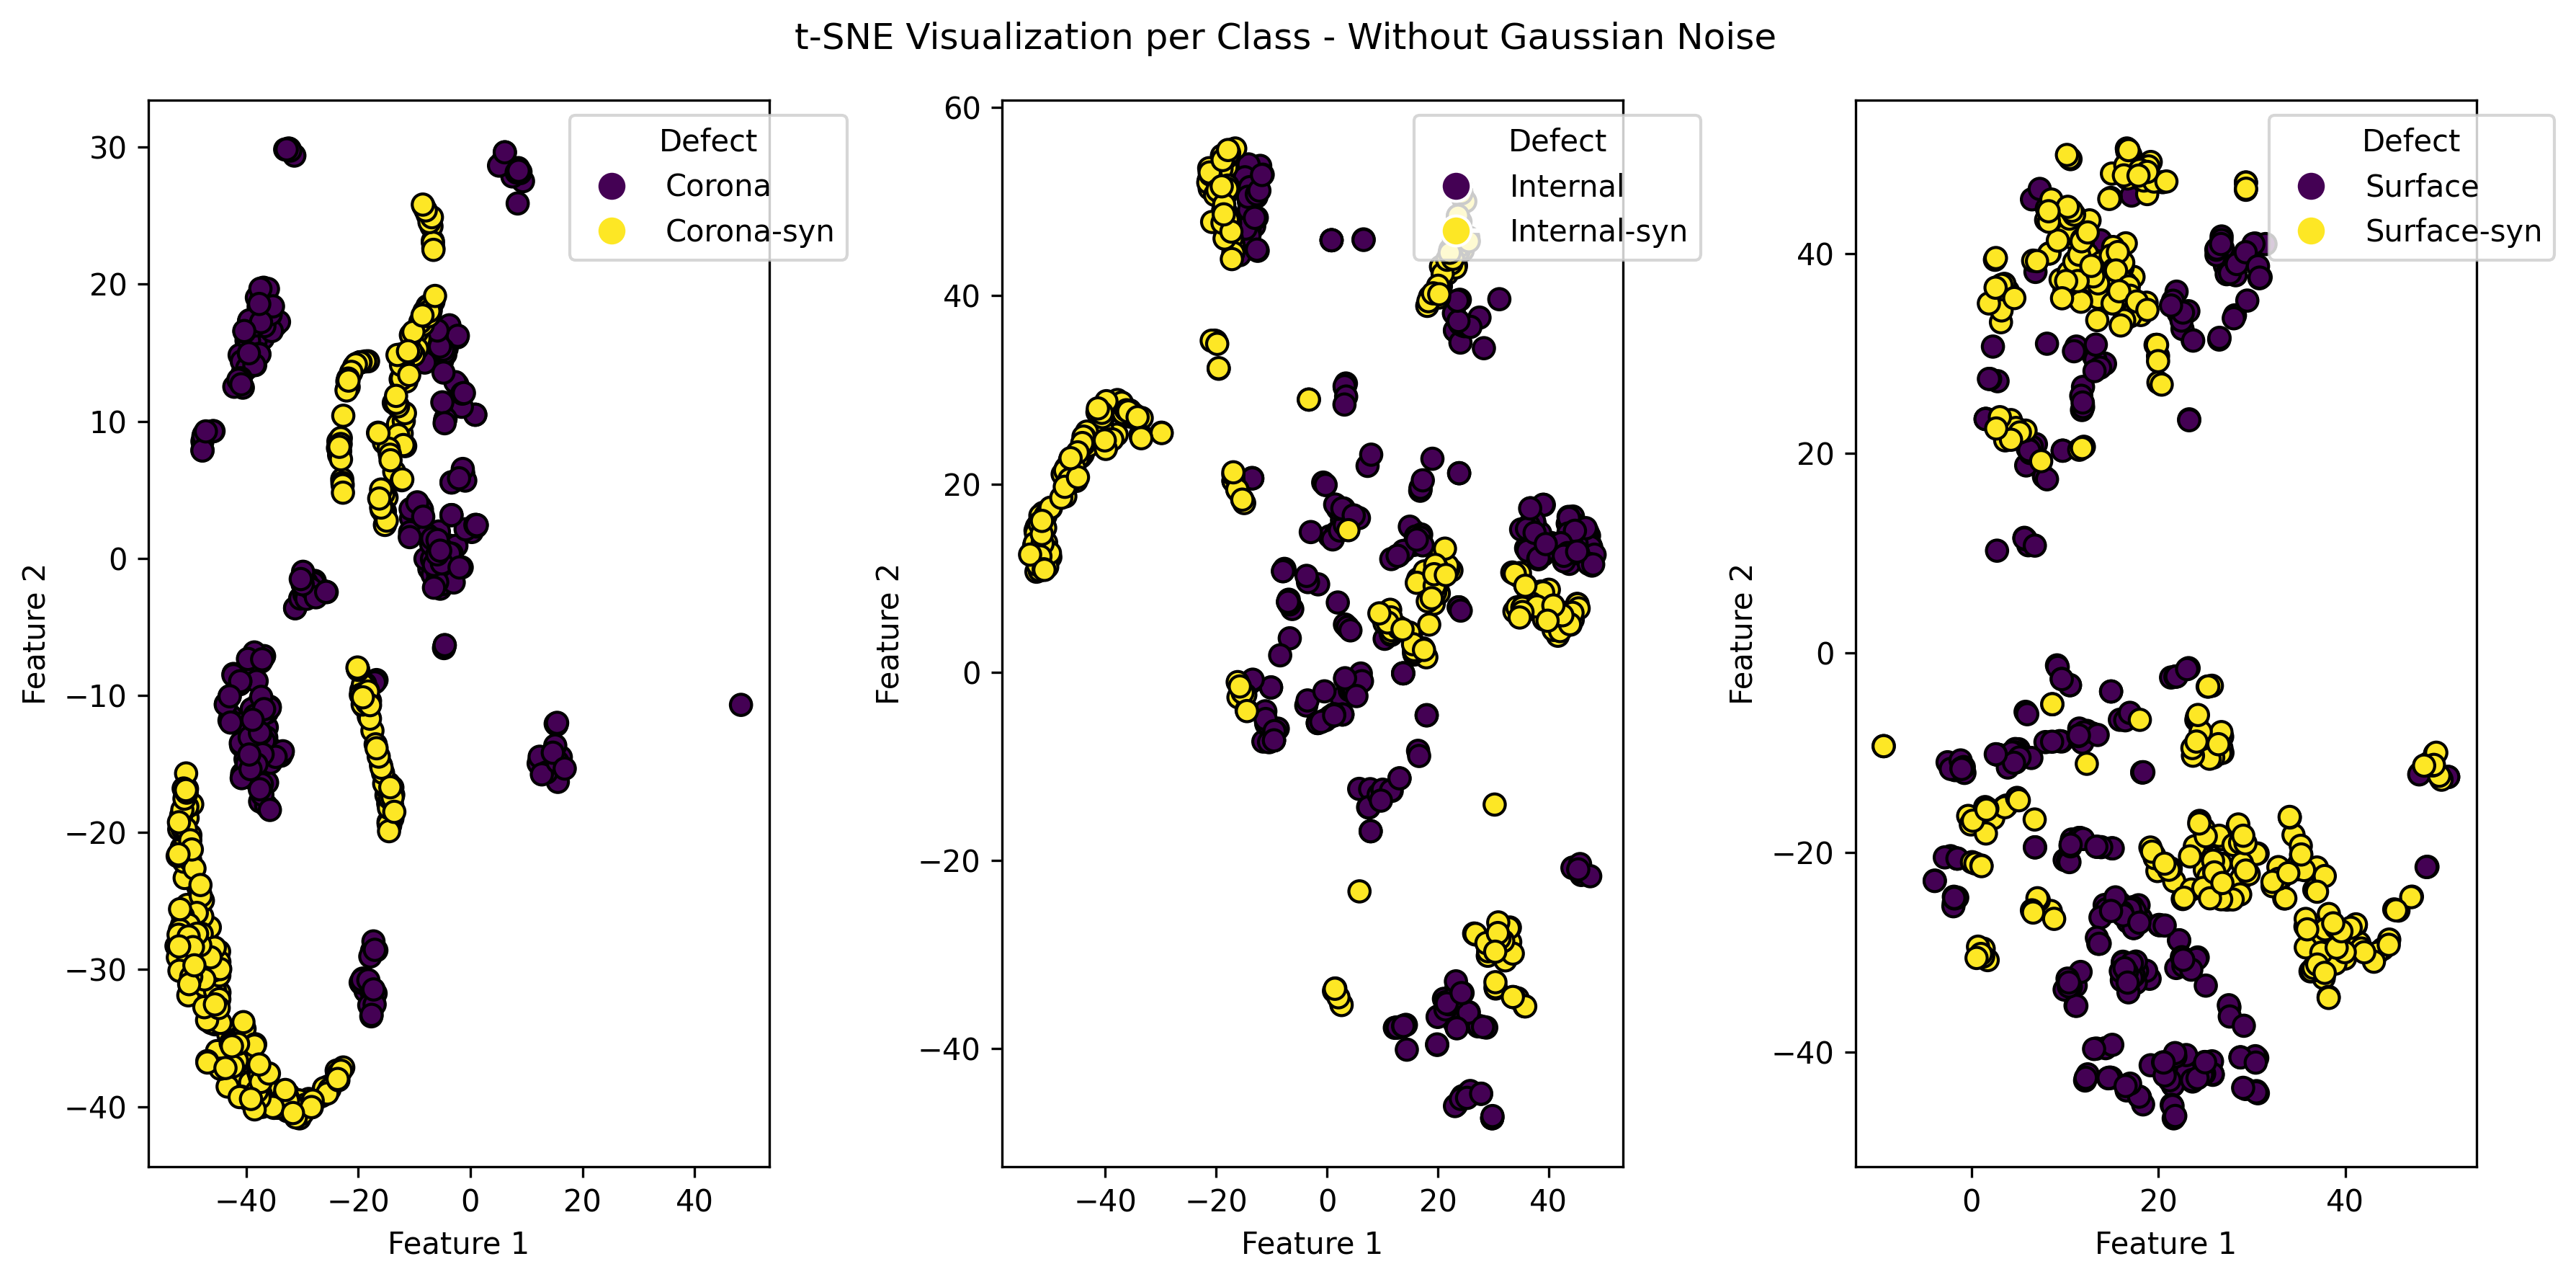 t-SNE Visualization per Class - Without Gaussian Noise
Feature 2
30
20
10
0
−10
−20
−30
−40
−40
−20
0
20
40
Feature 1
Defect
Corona
Corona-syn
Feature 2
60
40
20
0
−20
−40
−40
−20
0
20
40
Feature 1
Defect
Internal
Internal-syn
Feature 2
40
20
0
−20
−40
0
20
40
Feature 1
Defect
Surface
Surface-syn